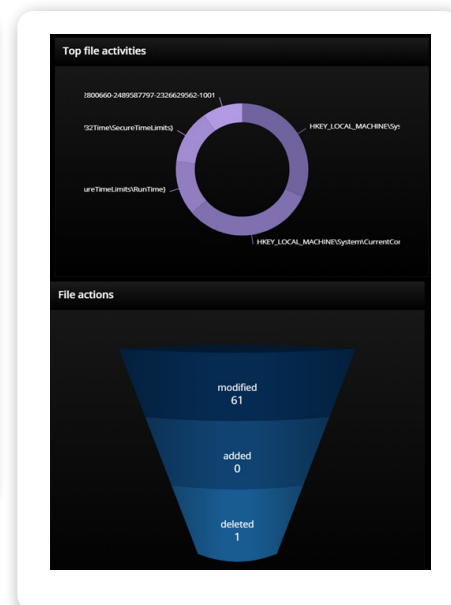 Top file activities
2800660-2489587797-2326629562-1001
HKEY_LOCAL_MACHINE\Sys
32Time\SecureTimeLimits)
ureTimeLimits\RunTime)
HKEY_LOCAL_MACHINE\System\CurrentCor
File actions
modified
61
added
0
deleted
1